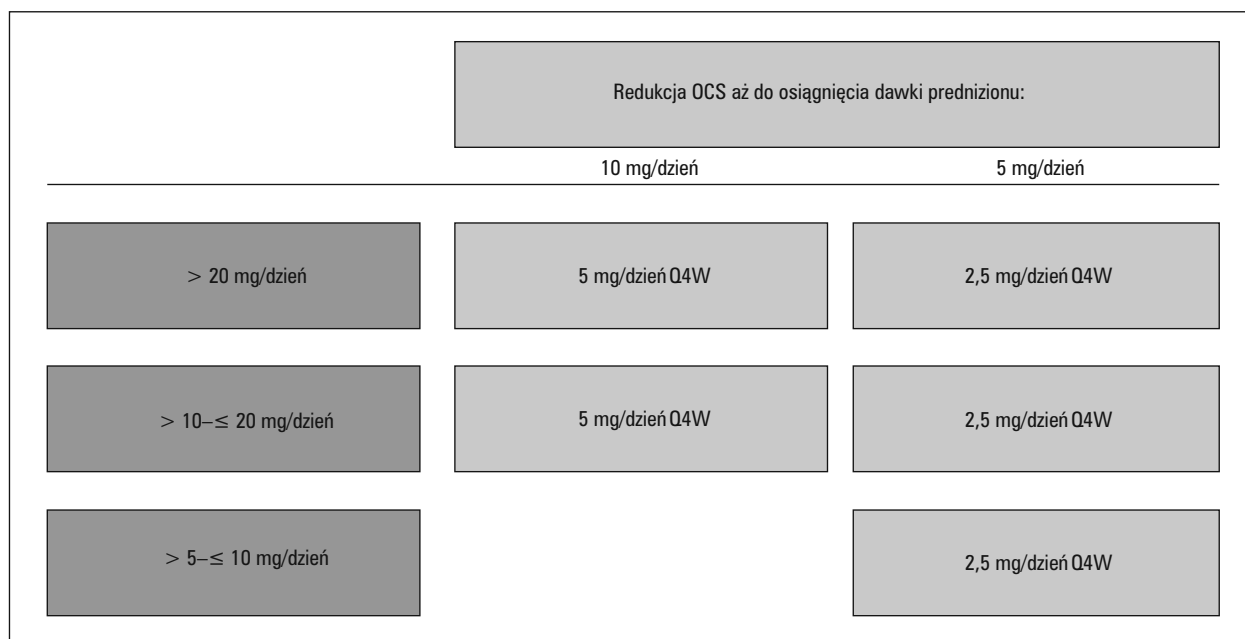 Redukcja OCS aż do osiągnięcia dawki prednizionu:
10 mg/dzień 5 mg/dzień
> 20 mg/dzień 5 mg/dzień Q4W 2,5 mg/dzień Q4W
> 10–≤ 20 mg/dzień 5 mg/dzień Q4W 2,5 mg/dzień Q4W
> 5–≤ 10 mg/dzień 2,5 mg/dzień Q4W